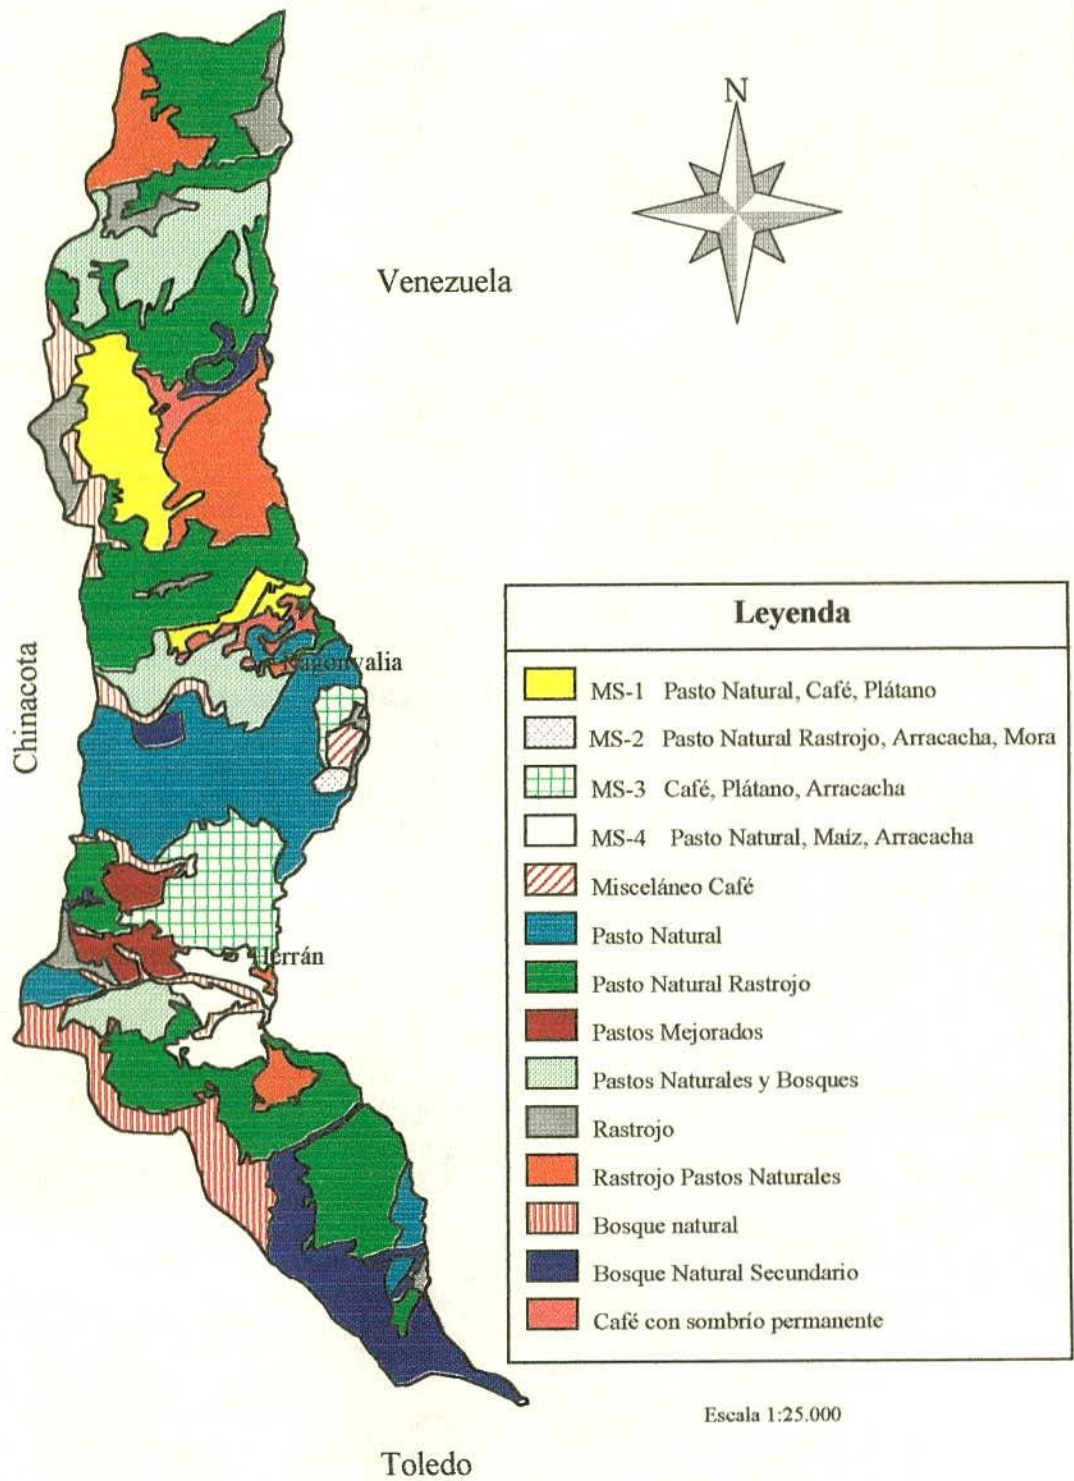 N
Venezuela
Chinacota
Ragonvalia
Herrán
Leyenda
MS-1 Pasto Natural, Café, Plátano
MS-2 Pasto Natural Rastrojo, Arracacha, Mora
MS-3 Café, Plátano, Arracacha
MS-4 Pasto Natural, Maíz, Arracacha
Misceláneo Café
Pasto Natural
Pasto Natural Rastrojo
Pastos Mejorados
Pastos Naturales y Bosques
Rastrojo
Rastrojo Pastos Naturales
Bosque natural
Bosque Natural Secundario
Café con sombrío permanente
Escala 1:25.000
Toledo